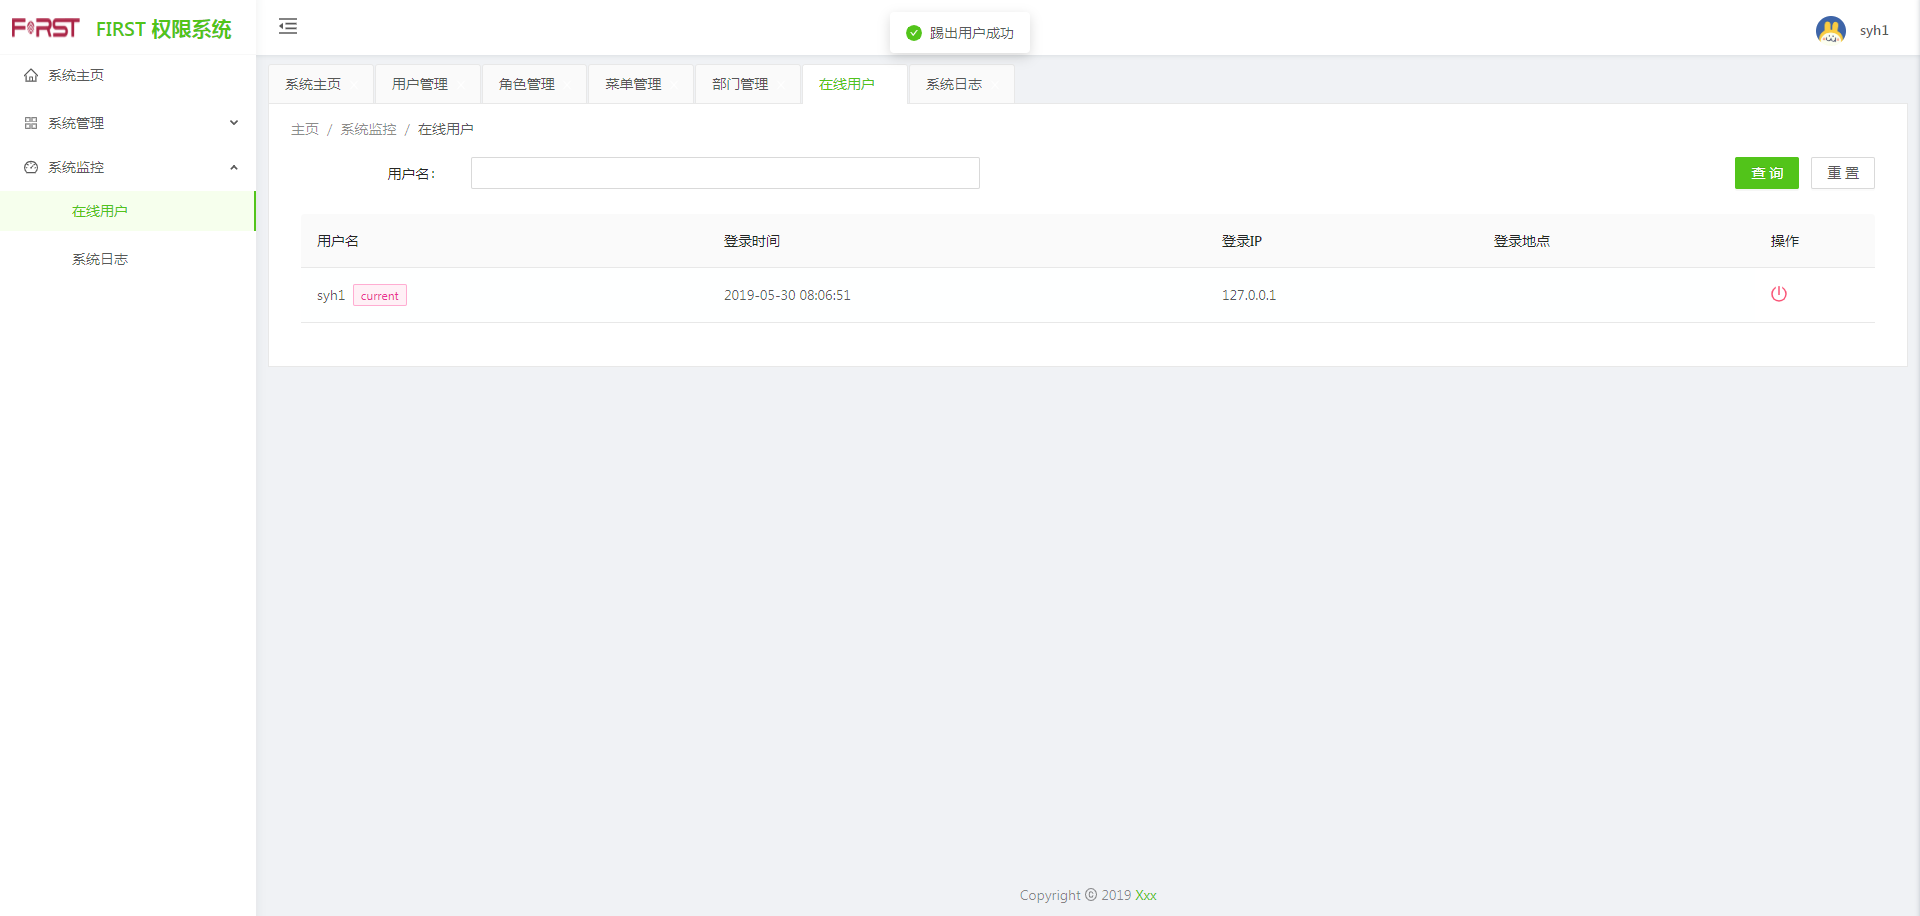 FIRST FIRST 权限系统
踢出用户成功
syh1
系统主页
系统管理
系统监控
在线用户
系统日志
系统主页 用户管理 角色管理 菜单管理 部门管理 在线用户 系统日志
主页 / 系统监控 / 在线用户
用户名： 查 询 重 置
用户名 登录时间 登录IP 登录地点 操作
syh1 current 2019-05-30 08:06:51 127.0.0.1
Copyright © 2019 Xxx